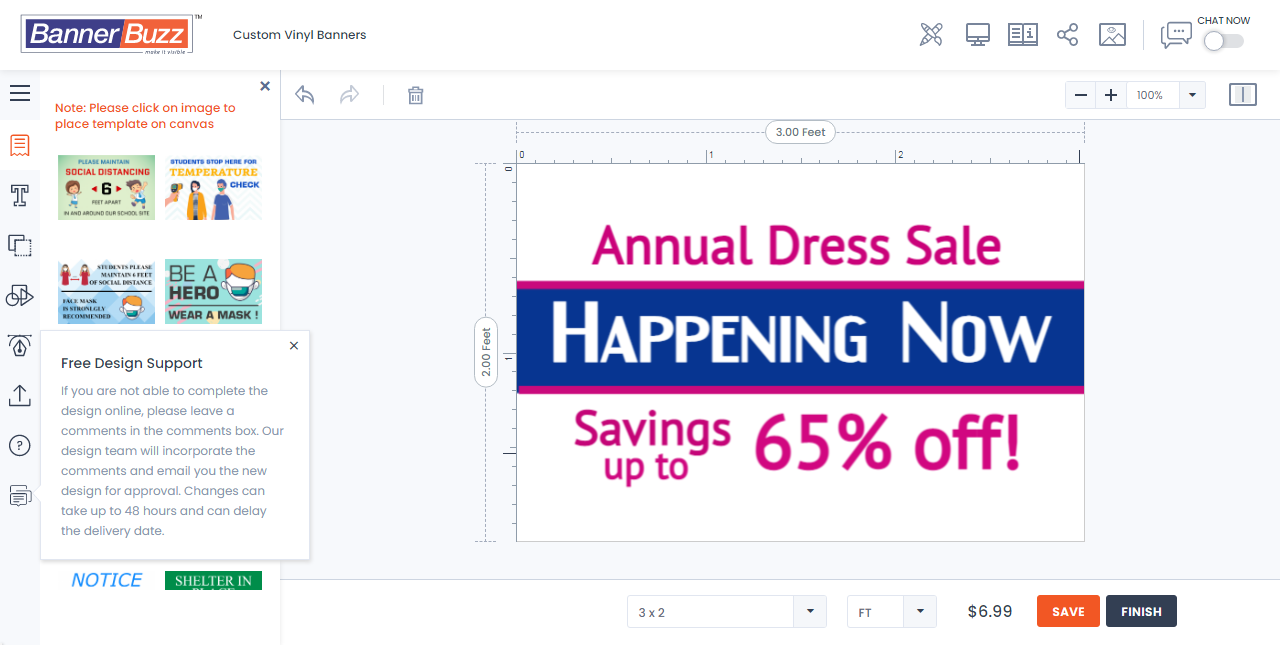 BannerBuzz™
make it visible
Custom Vinyl Banners
CHAT NOW
Note: Please click on image to
place template on canvas
PLEASE MAINTAIN
SOCIAL DISTANCING
6
FEET APART
IN AND AROUND OUR SCHOOL SITE
STUDENTS STOP HERE FOR
TEMPERATURE
CHECK
STUDENTS PLEASE
MAINTAIN 6 FEET
OF SOCIAL DISTANCE
FACE MASK
IS STRONLGLY
RECOMMENDED
BE A
HERO
WEAR A MASK !
Free Design Support
If you are not able to complete the
design online, please leave a
comments in the comments box. Our
design team will incorporate the
comments and email you the new
design for approval. Changes can
take up to 48 hours and can delay
the delivery date.
NOTICE
SHELTER IN
PLACE
100%
3.00 Feet
0 1 2
0
1
2.00 Feet
Annual Dress Sale
HAPPENING NOW
Savings
up to
65% off!
3 x 2
FT
$6.99
SAVE
FINISH